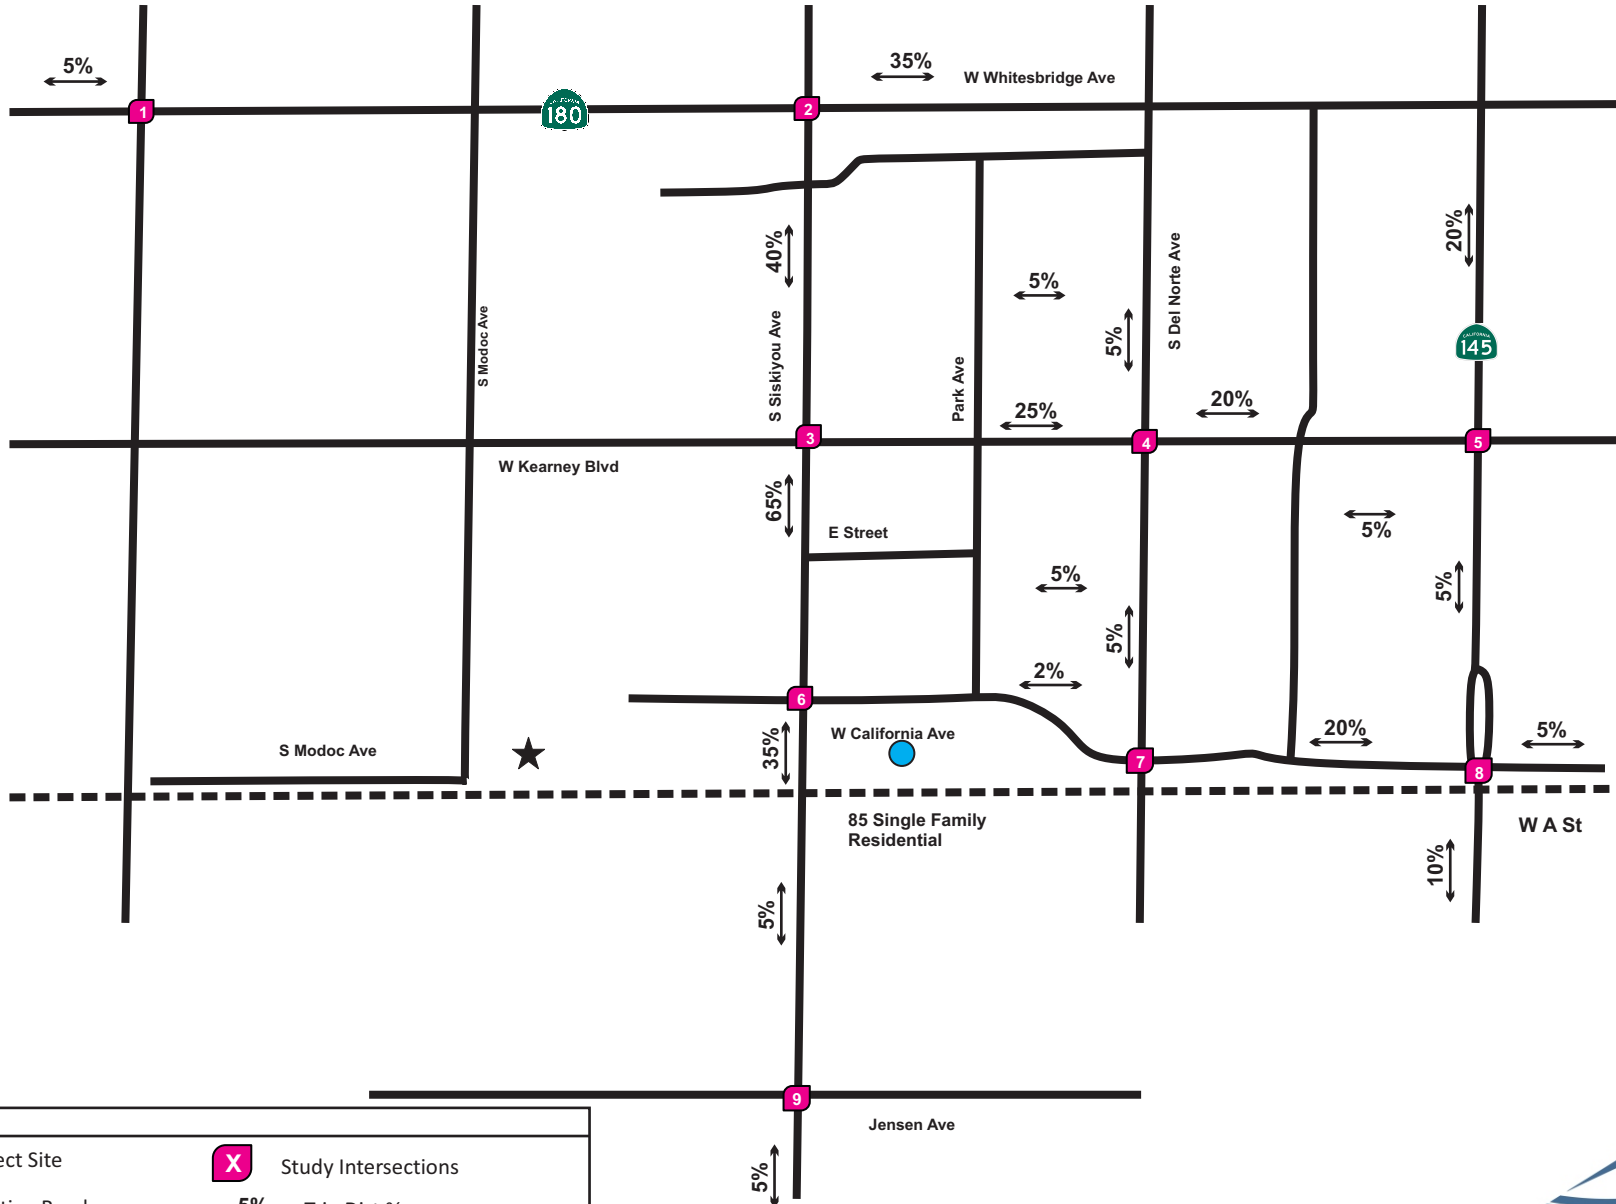 5%
35%
W Whitesbridge Ave
1
CALIFORNIA
180
2
40%
S Siskiyou Ave
S Modoc Ave
5%
Park Ave
5%
S Del Norte Ave
20%
CALIFORNIA
145
25%
20%
3
4
5
W Kearney Blvd
65%
E Street
5%
5%
5%
5%
2%
6
W California Ave
35%
S Modoc Ave
20%
5%
7
8
85 Single Family
Residential
W A St
10%
5%
9
Jensen Ave
5%
ect Site
X
Study Intersections
5%